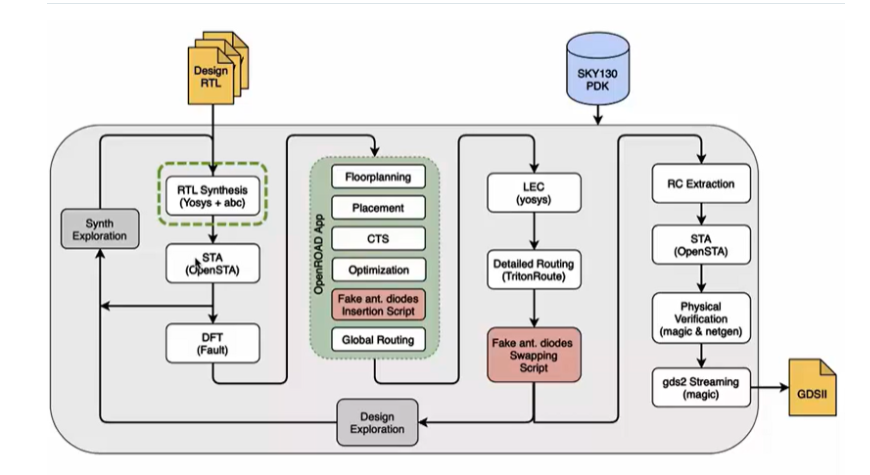 Design
RTL
SKY130
PDK
RTL Synthesis
(Yosys + abc)
Synth
Exploration
STA
(OpenSTA)
DFT
(Fault)
OpenROAD App
Floorplanning
Placement
CTS
Optimization
Fake ant. diodes
Insertion Script
Global Routing
LEC
(yosys)
Detailed Routing
(TritonRoute)
Fake ant. diodes
Swapping
Script
Design
Exploration
RC Extraction
STA
(OpenSTA)
Physical
Verification
(magic & netgen)
gds2 Streaming
(magic)
GDSII